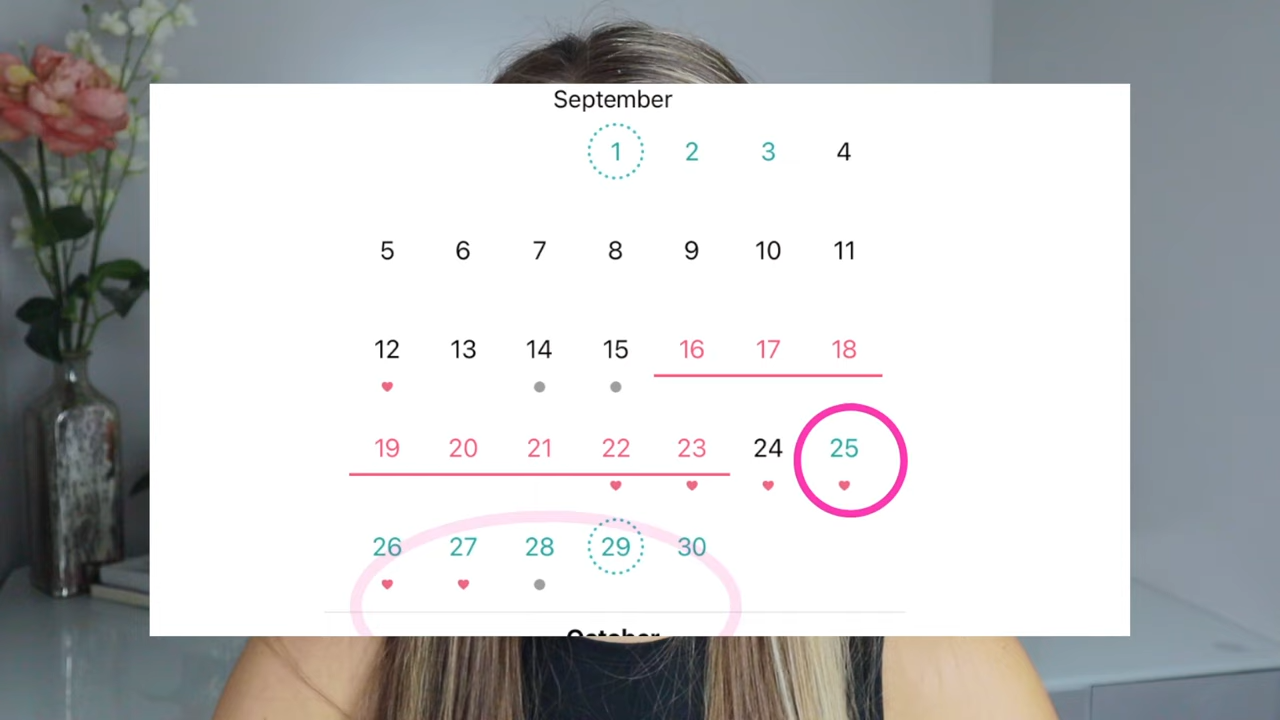 September
1 2 3 4
5 6 7 8 9 10 11
12 13 14 15 16 17 18
19 20 21 22 23 24 25
26 27 28 29 30
October